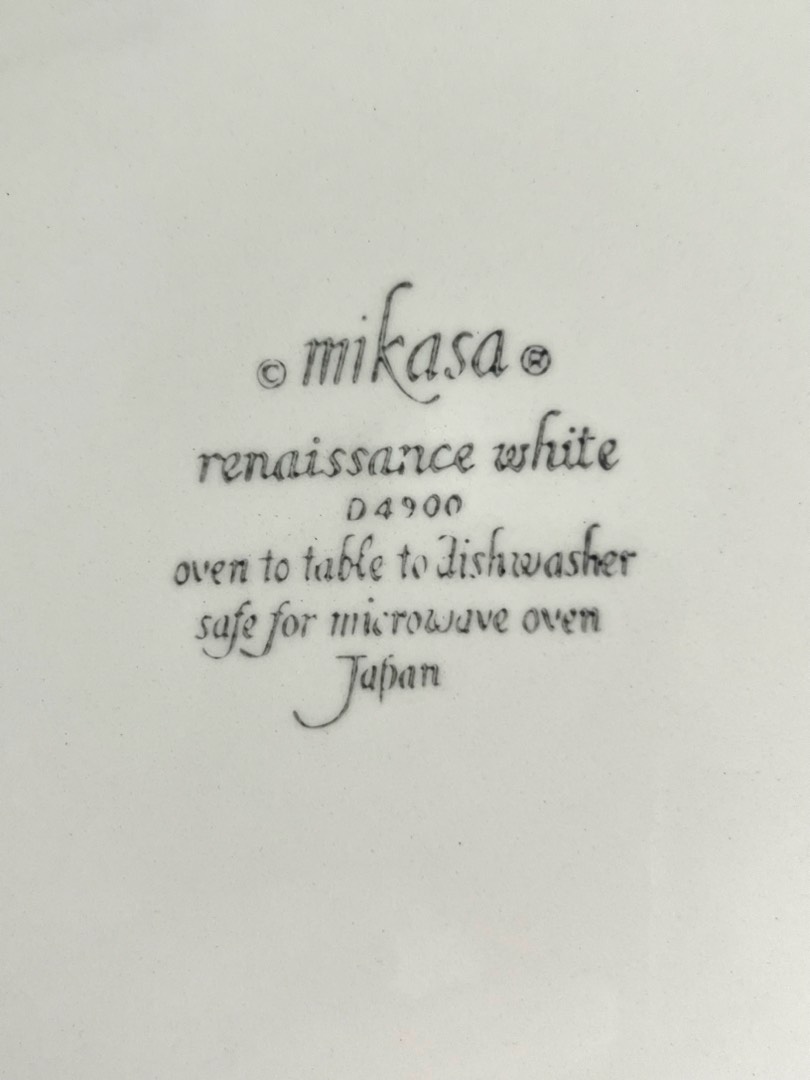 © mikasa ®
renaissance white
D4900
oven to table to dishwasher
safe for microwave oven
Japan